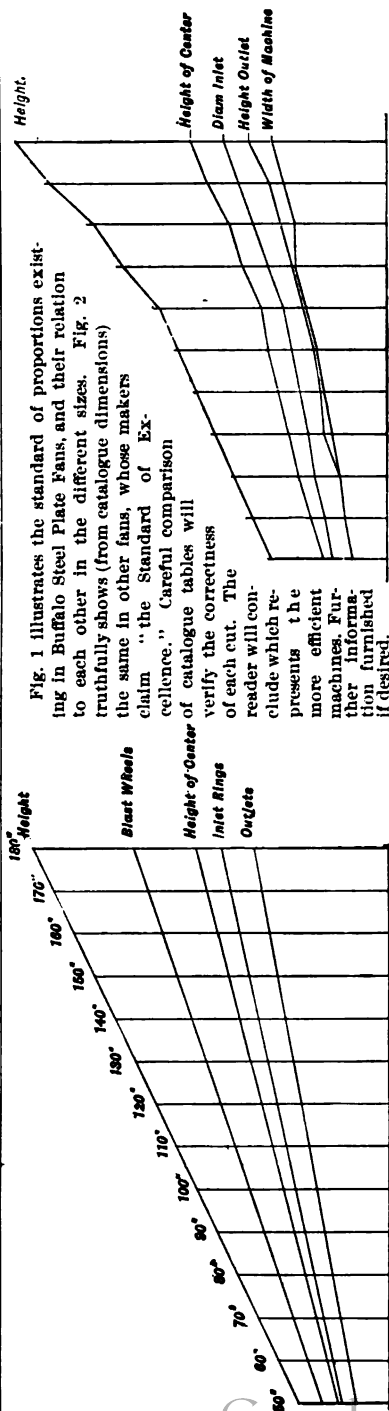 180" Height
170"
160"
150"
140"
130"
120"
110"
100"
90"
80"
70"
60"
50"
Blast Wheels
Height of Center
Inlet Rings
Outlets
Fig. 1 illustrates the standard of proportions exist-
ing in Buffalo Steel Plate Fans, and their relation
to each other in the different sizes. Fig. 2
truthfully shows (from catalogue dimensions)
the same in other fans, whose makers
claim "the Standard of Ex-
cellence." Careful comparison
of catalogue tables will
verify the correctness
of each cut. The
reader will con-
clude which re-
presents the
more efficient
machines. Fur-
ther informa-
tion furnished
if desired.
Height.
Height of Center
Diam Inlet
Height Outlet
Width of Machine